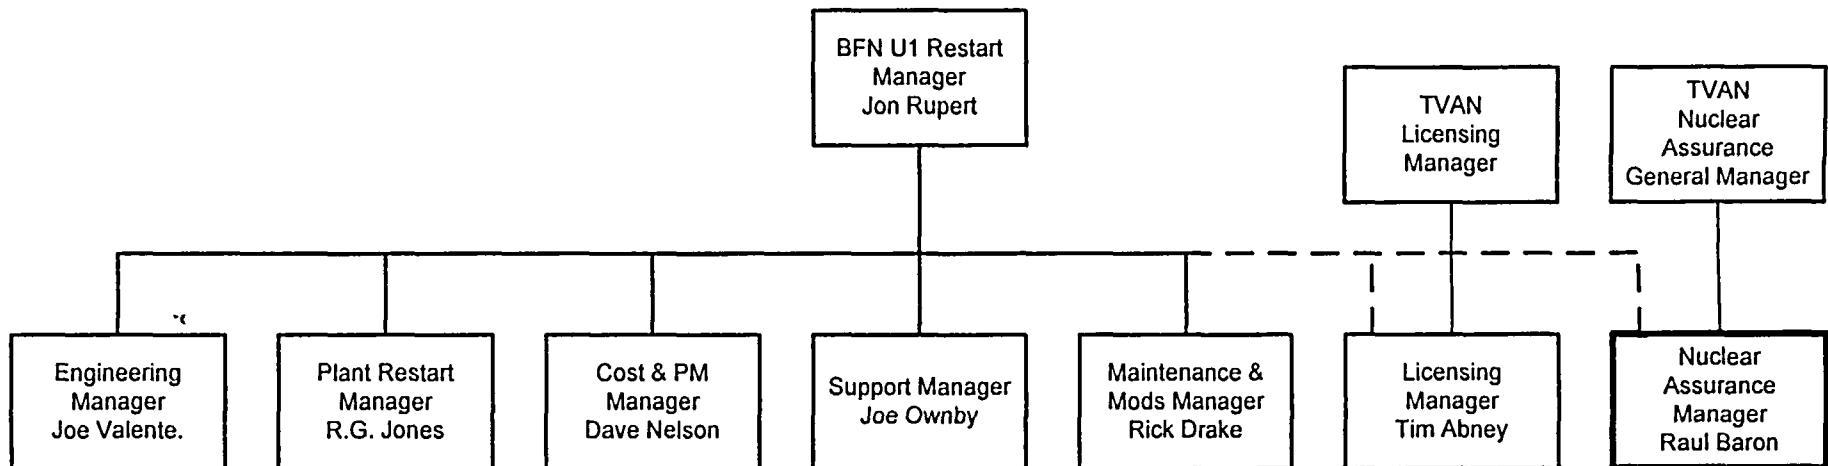 BFN U1 Restart
Manager
Jon Rupert
TVAN
Licensing
Manager
TVAN
Nuclear
Assurance
General Manager
Engineering
Manager
Joe Valente.
Plant Restart
Manager
R.G. Jones
Cost & PM
Manager
Dave Nelson
Support Manager
Joe Ownby
Maintenance &
Mods Manager
Rick Drake
Licensing
Manager
Tim Abney
Nuclear
Assurance
Manager
Raul Baron